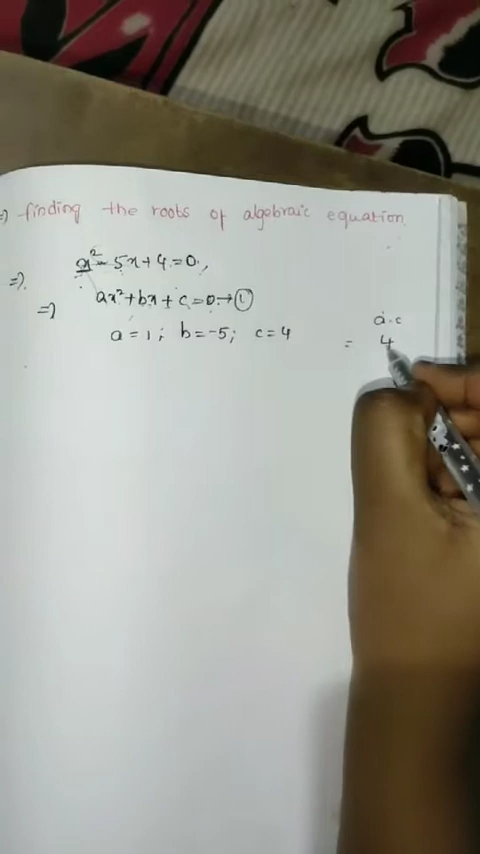 =) finding the roots of algebraic equation.
x² - 5x + 4 = 0.,
=).
=) ax² + bx + c = 0. → ①
a = 1 ; b = -5; c = 4
a.c
= 4